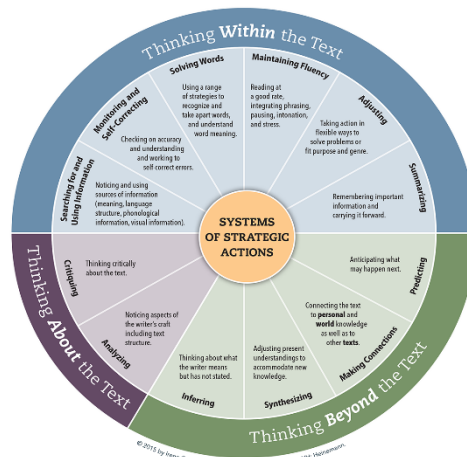 Thinking Within the Text
Searching for and
Using Information
Noticing and using
sources of information
(meaning, language
structure, phonological
information, visual information).
Monitoring and
Self-Correcting
Checking on accuracy
and understanding
and working to
self correct errors.
Solving Words
Using a range
of strategies to
recognize and
take apart words,
and understand
word meaning.
Maintaining Fluency
Reading at
a good rate,
integrating phrasing,
pausing, intonation,
and stress.
Adjusting
Taking action in
flexible ways to
solve problems or
fit purpose and genre.
Summarizing
Remembering important
information and
carrying it forward.
SYSTEMS
OF STRATEGIC
ACTIONS
Predicting
Anticipating what
may happen next.
Making Connections
Connecting the text
to personal and
world knowledge
as well as to
other texts.
Synthesizing
Adjusting present
understandings to
accommodate new
knowledge.
Inferring
Thinking about what
the writer means
but has not stated.
Thinking Beyond the Text
Analyzing
Noticing aspects of
the writer's craft
including text
structure.
Critiquing
Thinking critically
about the text.
Thinking About the Text
© 2015 by Heinemann.